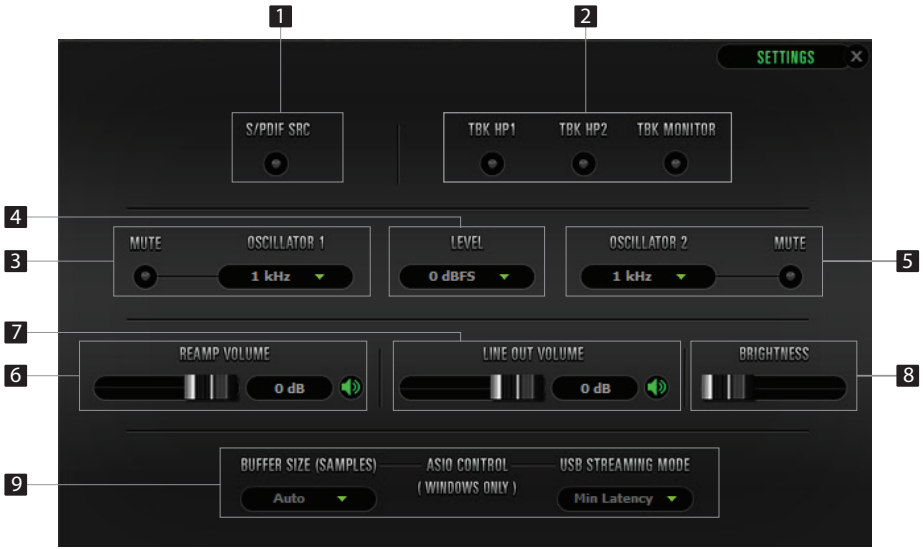 1
2
SETTINGS X
S/PDIF SRC
TBK HP1 TBK HP2 TBK MONITOR
4
3
MUTE OSCILLATOR 1
1 kHz
LEVEL
0 dBFS
OSCILLATOR 2 MUTE
1 kHz
5
7
6
REAMP VOLUME
0 dB
LINE OUT VOLUME
0 dB
BRIGHTNESS
8
9
BUFFER SIZE (SAMPLES) ASIO CONTROL USB STREAMING MODE
( WINDOWS ONLY )
Auto Min Latency